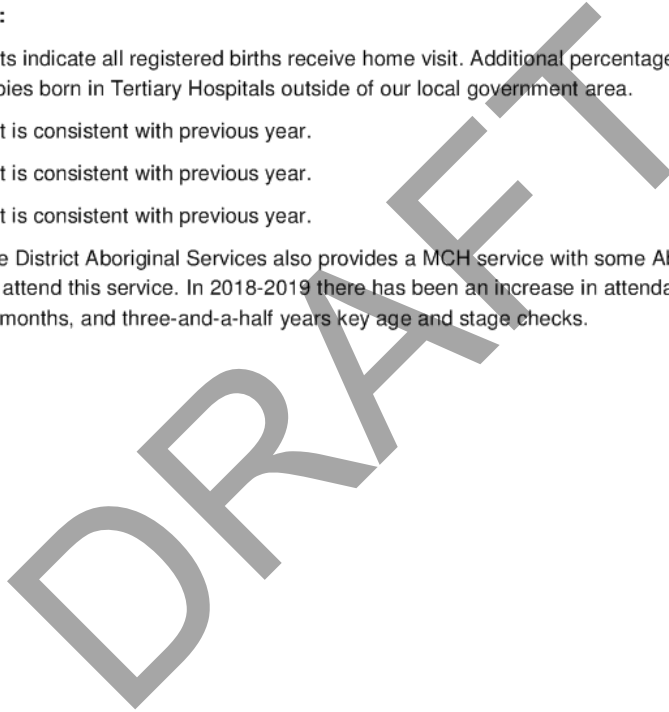 :
ts indicate all registered births receive home visit. Additional percentage
bies born in Tertiary Hospitals outside of our local government area.
t is consistent with previous year.
t is consistent with previous year.
t is consistent with previous year.
e District Aboriginal Services also provides a MCH service with some Al
attend this service. In 2018-2019 there has been an increase in attenda
months, and three-and-a-half years key age and stage checks.
DRAFT